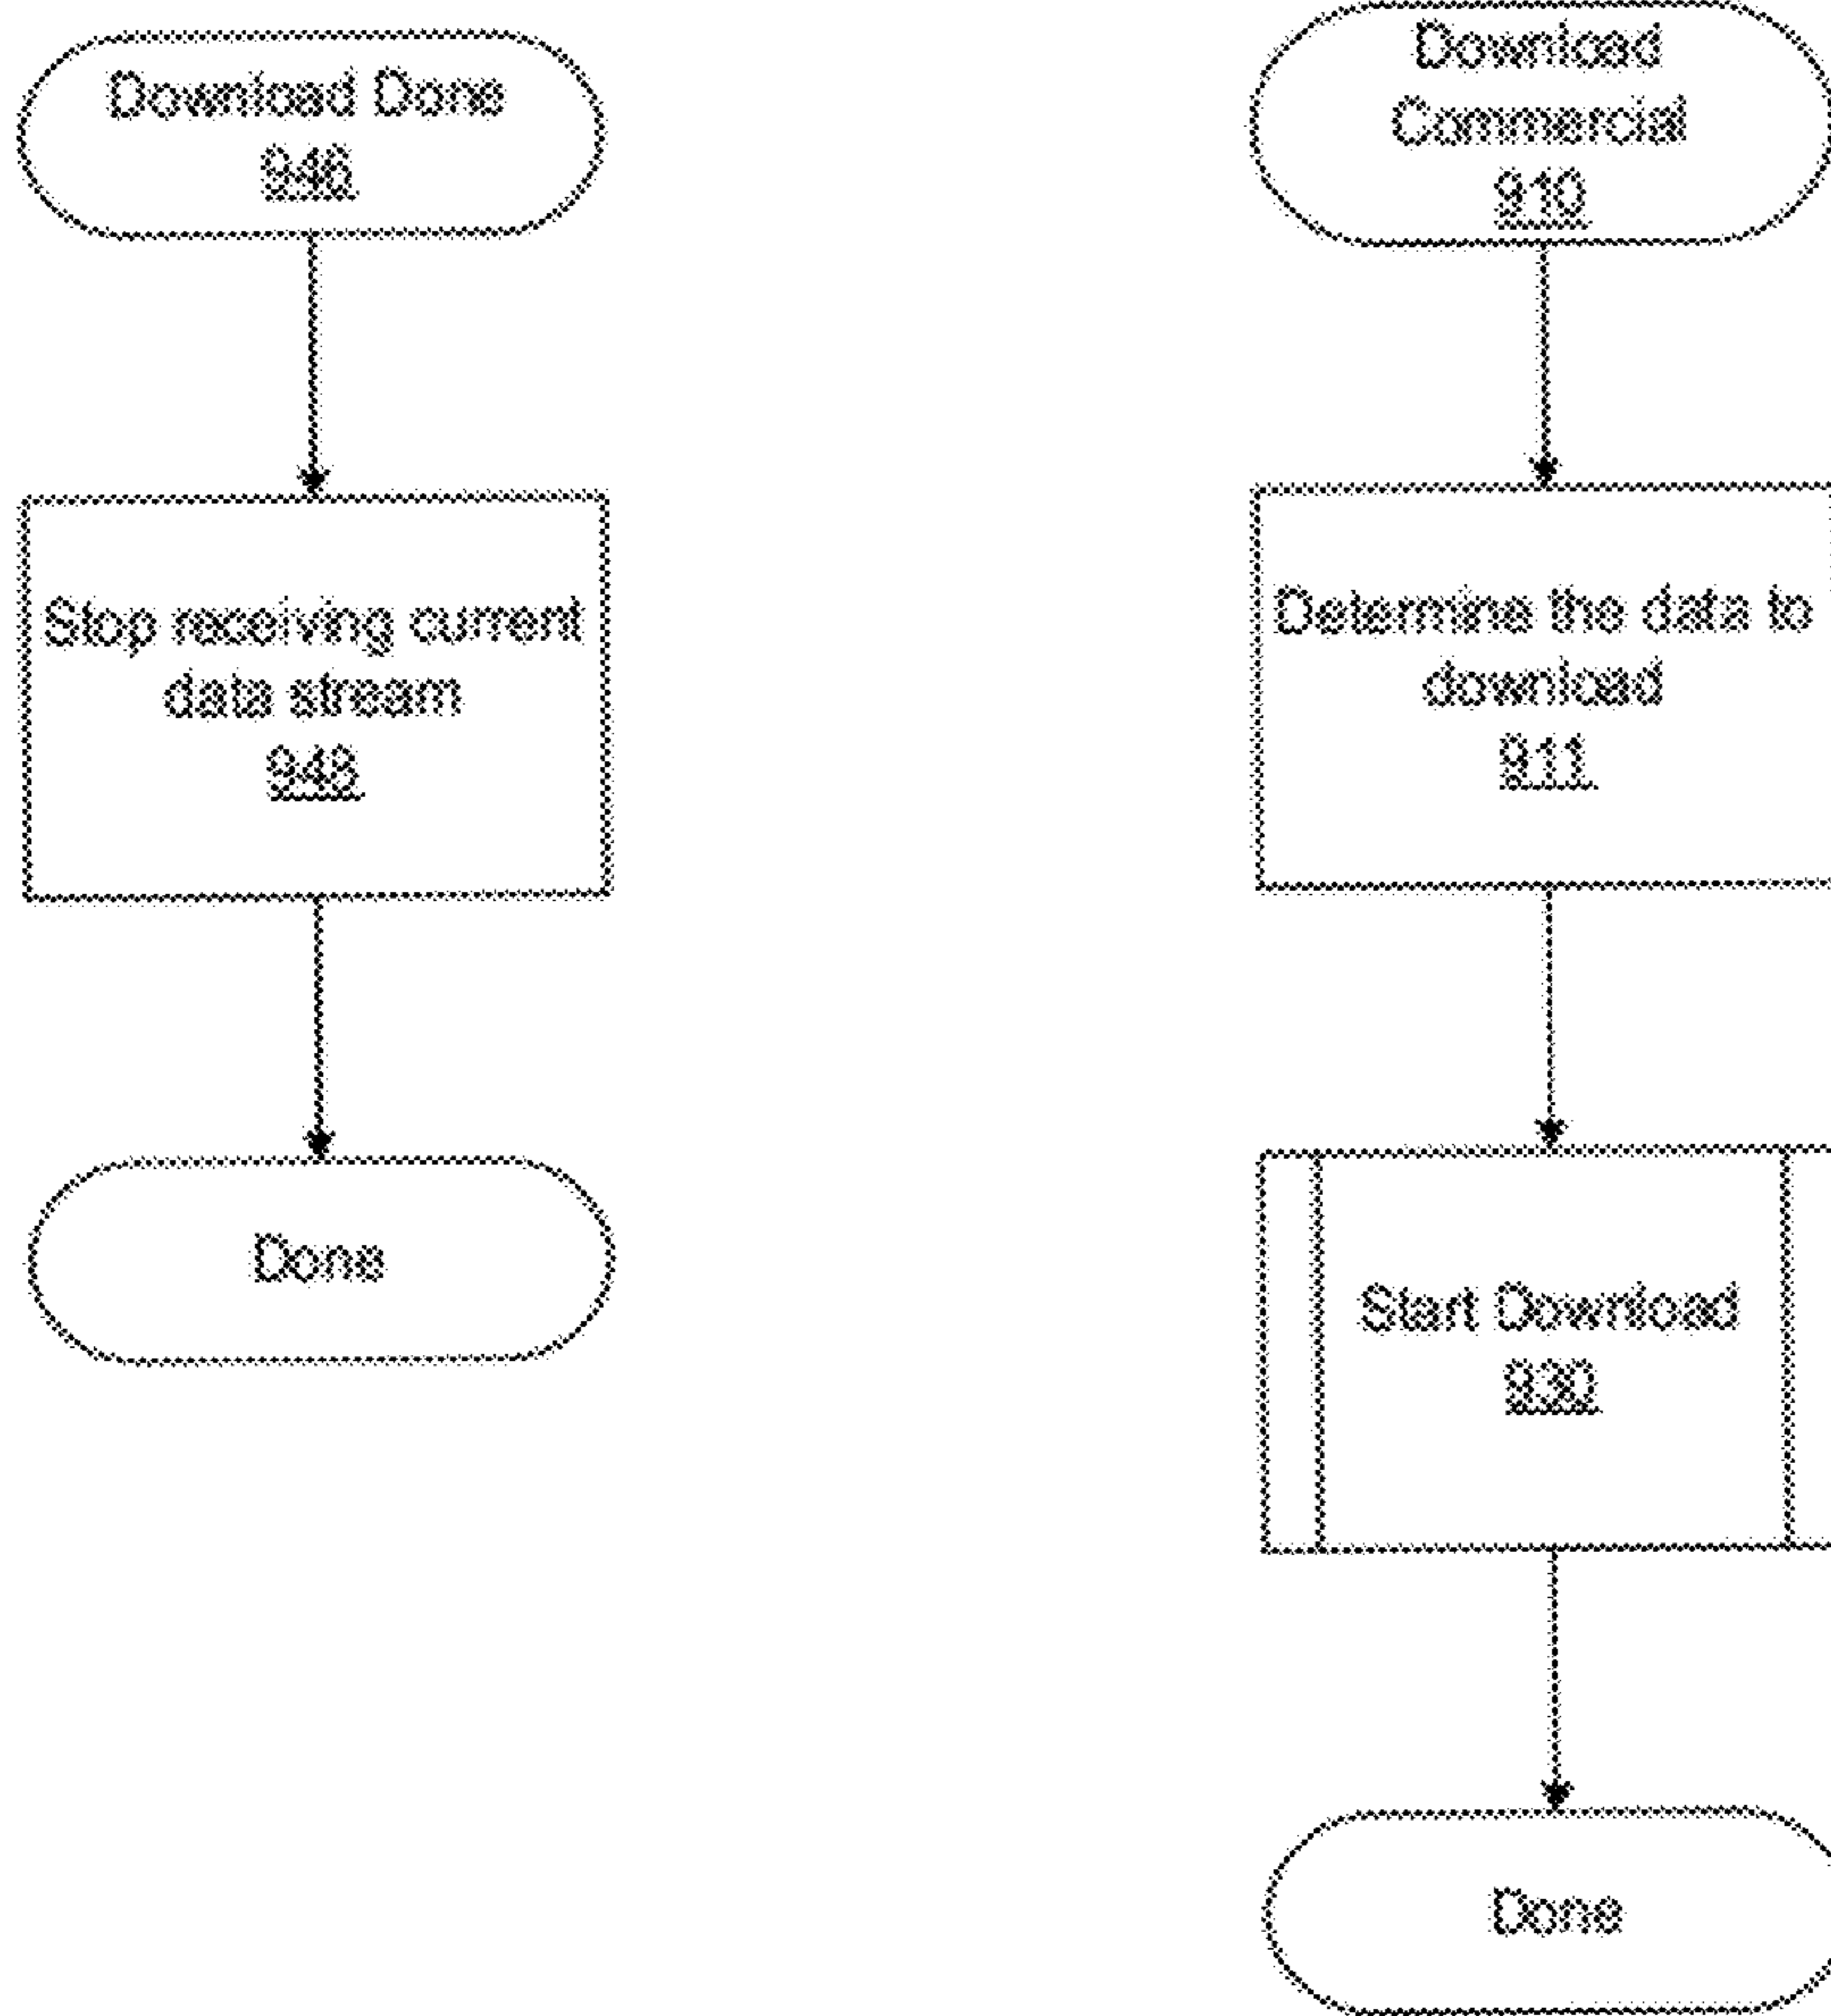 Download Done
946
Stop receiving current
data stream
948
Done
Download
Commercial
910
Determine the data to
download
911
Start Download
930
Done